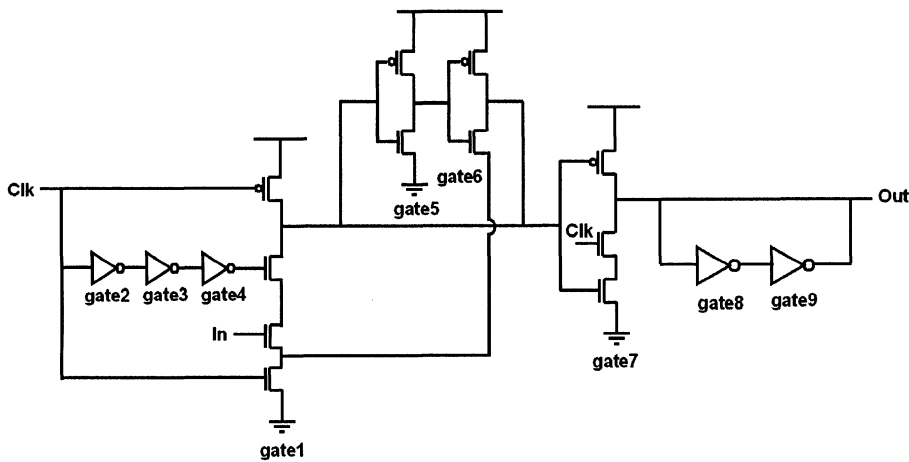 gate6
gate5
Clk
Out
Clk
gate2
gate3
gate4
gate8
gate9
In
gate7
gate1